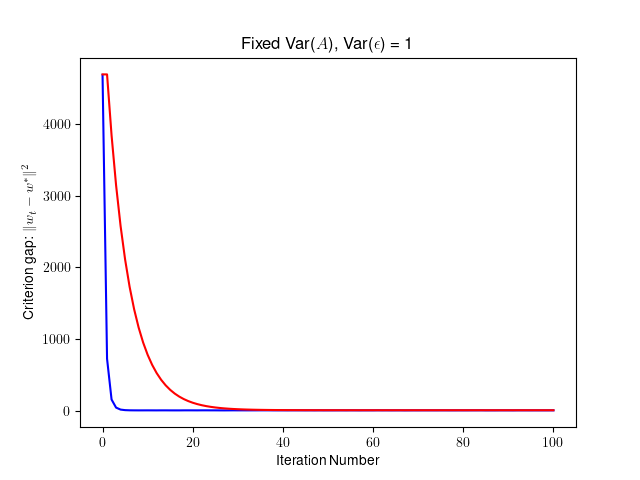 Fixed Var(A), Var(ϵ) = 1
Criterion gap: ‖w_t − w*‖²
4000
3000
2000
1000
0
0 20 40 60 80 100
Iteration Number